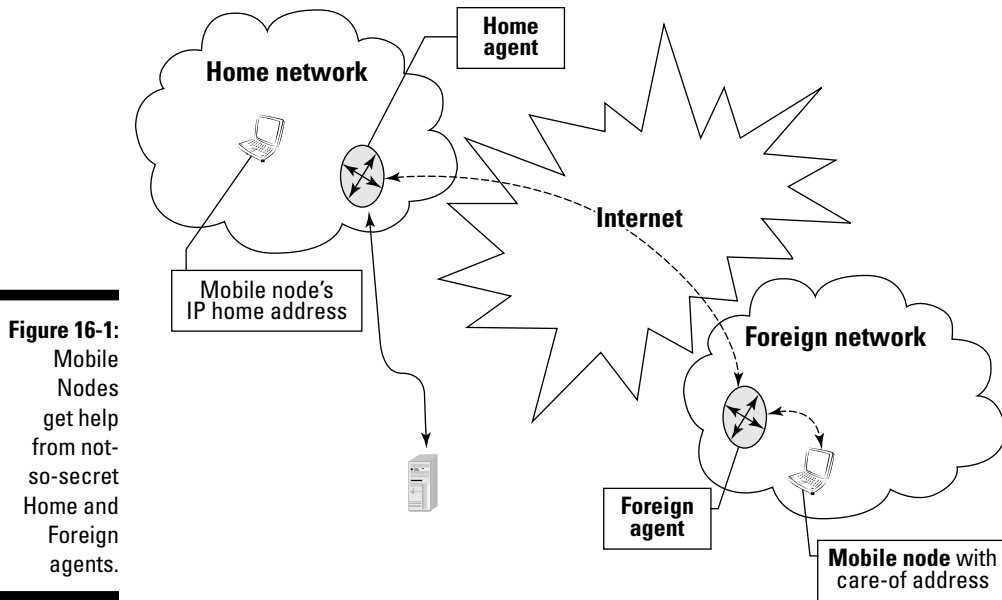 Home
agent
Home network
Internet
Mobile node's
IP home address
Foreign network
Foreign
agent
Mobile node with
care-of address
Figure 16-1:
Mobile
Nodes
get help
from not-
so-secret
Home and
Foreign
agents.